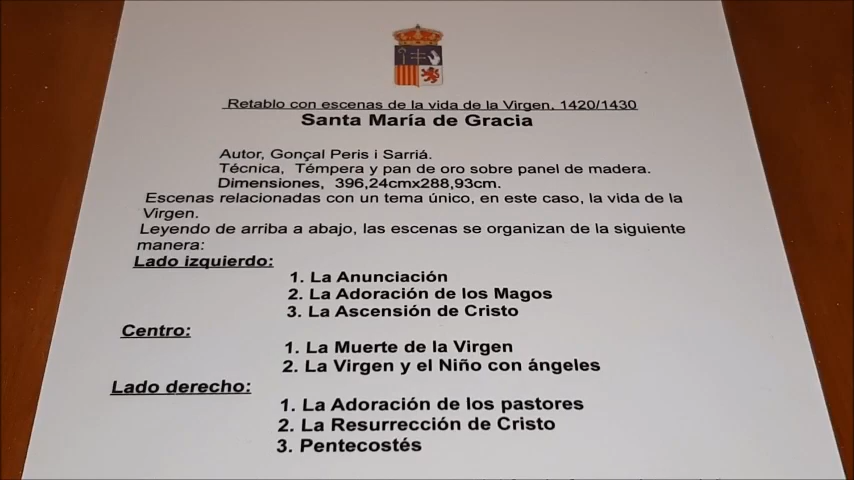 Retablo con escenas de la vida de la Virgen, 1420/1430
Santa María de Gracia
Autor, Gonçal Peris i Sarriá.
Técnica, Témpera y pan de oro sobre panel de madera.
Dimensiones, 396,24cmx288,93cm.
Escenas relacionadas con un tema único, en este caso, la vida de la
Virgen.
Leyendo de arriba a abajo, las escenas se organizan de la siguiente
manera:
Lado izquierdo:
1. La Anunciación
2. La Adoración de los Magos
3. La Ascensión de Cristo
Centro:
1. La Muerte de la Virgen
2. La Virgen y el Niño con ángeles
Lado derecho:
1. La Adoración de los pastores
2. La Resurrección de Cristo
3. Pentecostés